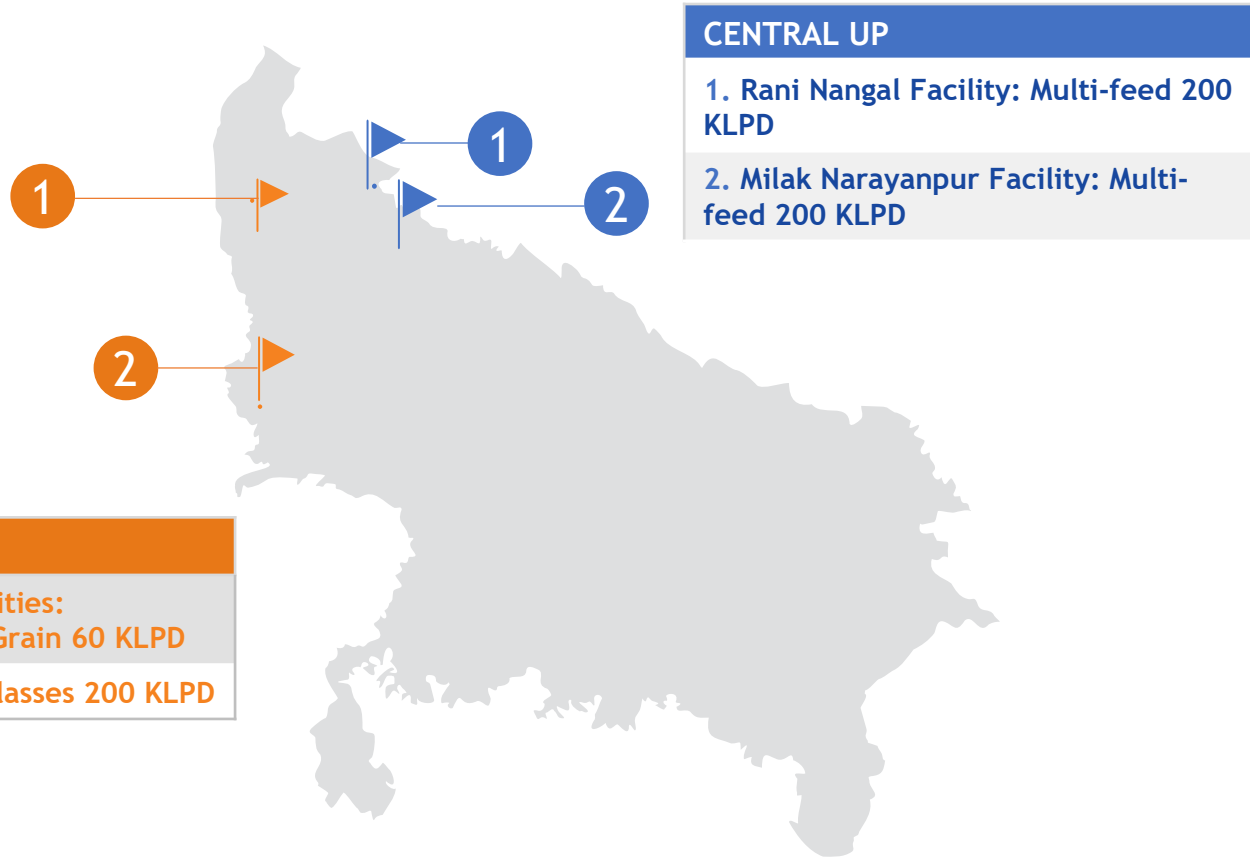 CENTRAL UP
1. Rani Nangal Facility: Multi-feed 200
KLPD
2. Milak Narayanpur Facility: Multi-
feed 200 KLPD
1
2
1
2
ities:
Grain 60 KLPD
lasses 200 KLPD